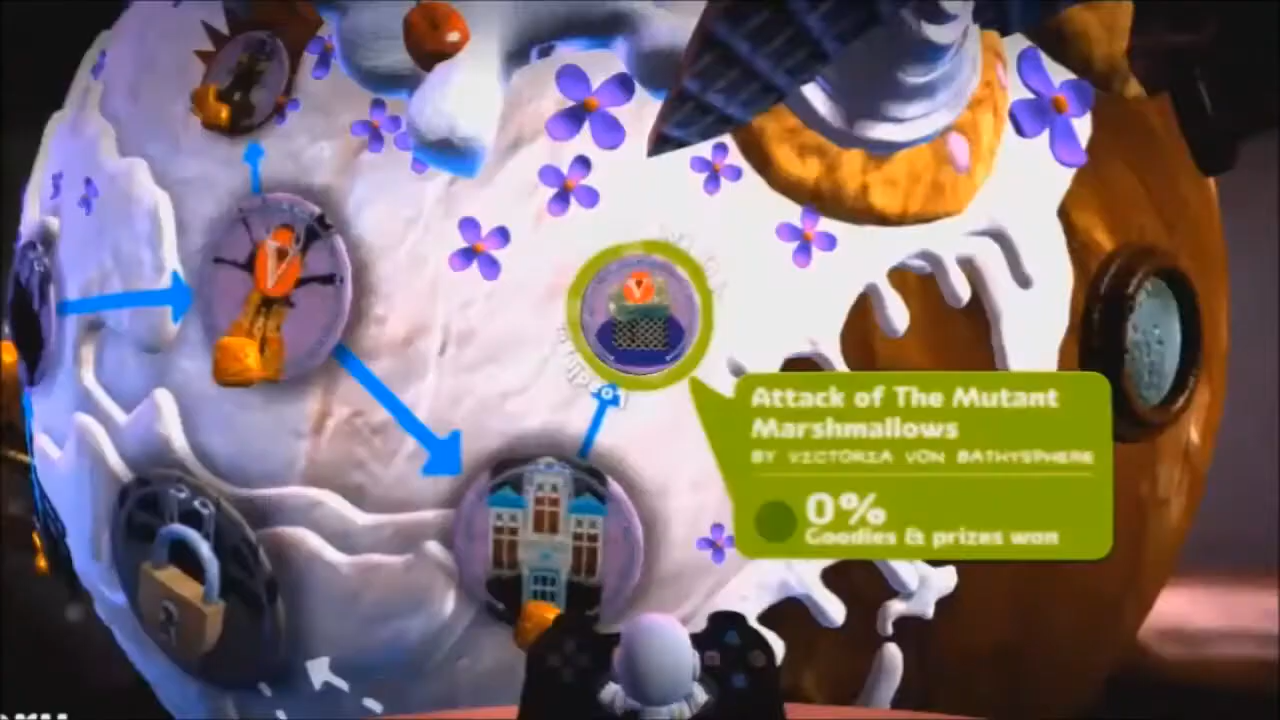 Attack of The Mutant
Marshmallows
BY VICTORIA VON BATHYSPHERE
0%
Goodies & prizes won